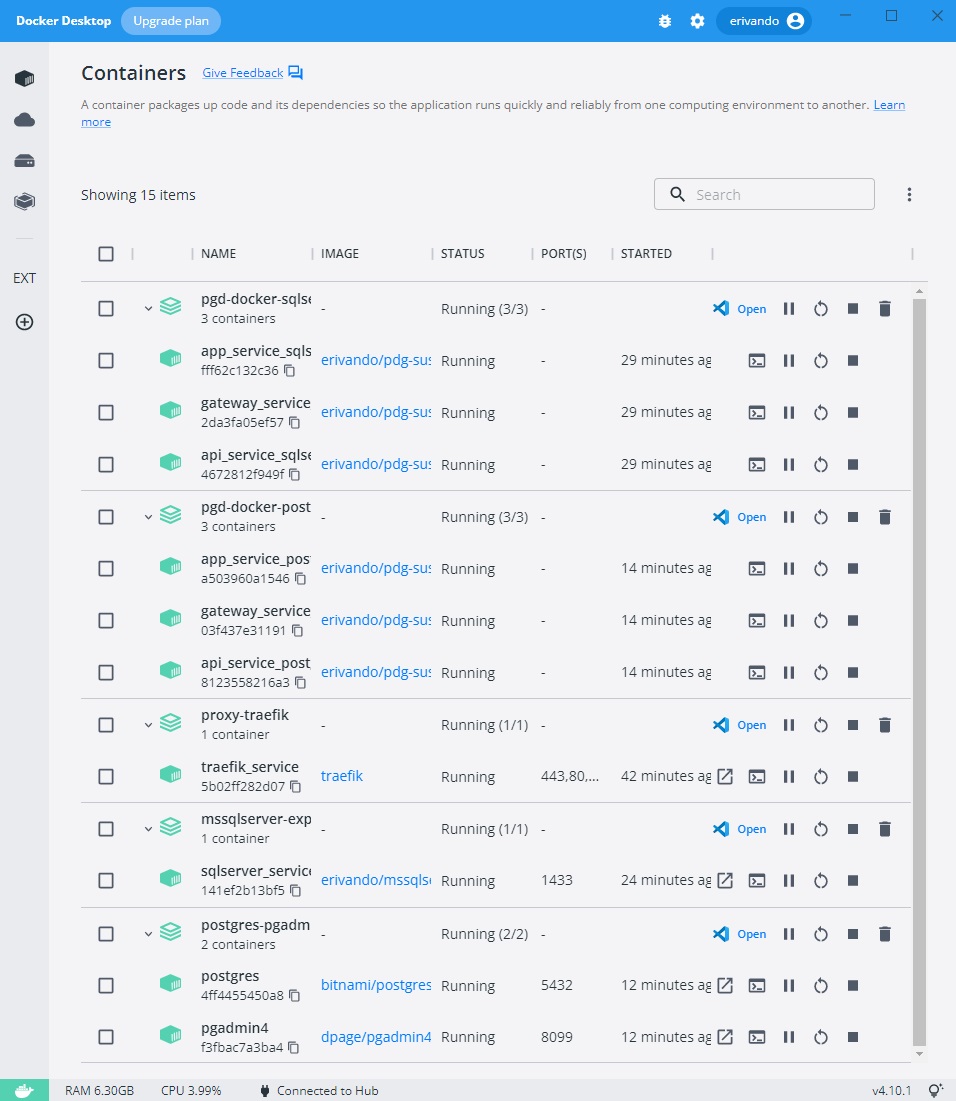 Docker Desktop Upgrade plan erivando
Containers Give Feedback
A container packages up code and its dependencies so the application runs quickly and reliably from one computing environment to another. Learn
more
Showing 15 items Search
EXT
NAME IMAGE STATUS PORT(S) STARTED
pgd-docker-sqlse - Running (3/3) - Open
3 containers
app_service_sqls erivando/pdg-sus Running - 29 minutes ag
fff62c132c36
gateway_service erivando/pdg-sus Running - 29 minutes ag
2da3fa05ef57
api_service_sqlse erivando/pdg-sus Running - 29 minutes ag
4672812f949f
pgd-docker-post - Running (3/3) - Open
3 containers
app_service_pos erivando/pdg-sus Running - 14 minutes ag
a503960a1546
gateway_service erivando/pdg-sus Running - 14 minutes ag
03f437e31191
api_service_post erivando/pdg-sus Running - 14 minutes ag
8123558216a3
proxy-traefik - Running (1/1) - Open
1 container
traefik_service traefik Running 443,80,... 42 minutes ag
5b02ff282d07
mssqlserver-exp - Running (1/1) - Open
1 container
sqlserver_service erivando/mssqlse Running 1433 24 minutes ag
141ef2b13bf5
postgres-pgadm - Running (2/2) - Open
2 containers
postgres bitnami/postgres Running 5432 12 minutes ag
4ff4455450a8
pgadmin4 dpage/pgadmin4 Running 8099 12 minutes ag
f3fbac7a3ba4
RAM 6.30GB CPU 3.99% Connected to Hub v4.10.1